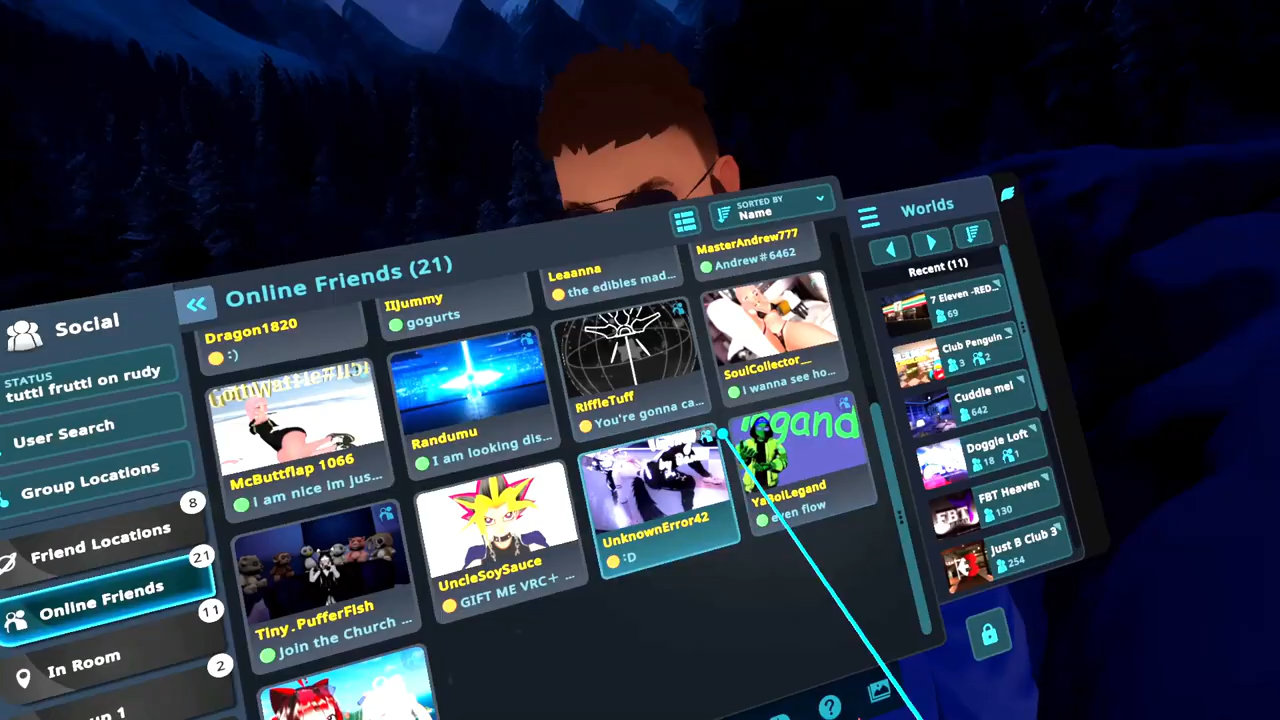 Social
STATUS
tutti frutti on rudy
User Search
Group Locations
8
Friend Locations
21
Online Friends
11
In Room
2
Online Friends (21)
SORTED BY
Name
Dragon1820
:)
IIJummy
gogurts
Leaanna
the edibles mad...
MasterAndrew777
Andrew#6462
McButtflap 1066
I am nice im jus...
Randumu
I am looking dis...
RiffleTuff
You're gonna ca...
SoulCollector__
I wanna see ho...
Tiny.PufferFish
Join the Church ...
UncleSoySauce
GIFT ME VRC+ ...
UnknownError42
:D
YaBoiLegand
even flow
Worlds
Recent (11)
7 Eleven -RED...
69
Club Penguin ...
3 2
Cuddle me!
642
Doggie Loft
18 1
FBT Heaven
130
FBT
Just B Club 3
254
?